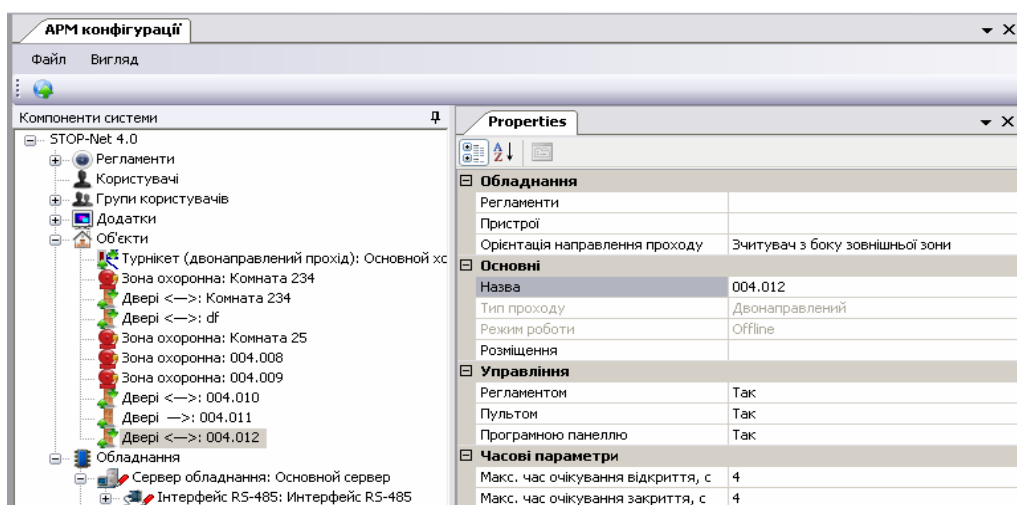 АРМ конфігурації
Файл Вигляд
Компоненти системи
STOP-Net 4.0
Регламенти
Користувачі
Групи користувачів
Додатки
Об'єкти
Турнікет (двонаправлений прохід): Основной хо
Зона охоронна: Комната 234
Двері <—>: Комната 234
Двері <—>: df
Зона охоронна: Комната 25
Зона охоронна: 004.008
Зона охоронна: 004.009
Двері <—>: 004.010
Двері —>: 004.011
Двері <—>: 004.012
Обладнання
Сервер обладнання: Основной сервер
Інтерфейс RS-485: Интерфейс RS-485
Properties
Обладнання
Регламенти
Пристрої
Орієнтація направлення проходу Зчитувач з боку зовнішньої зони
Основні
Назва 004.012
Тип проходу Двонаправлений
Режим роботи Offline
Розміщення
Управління
Регламентом Так
Пультом Так
Програмною панеллю Так
Часові параметри
Макс. час очікування відкриття, с 4
Макс. час очікування закриття, с 4